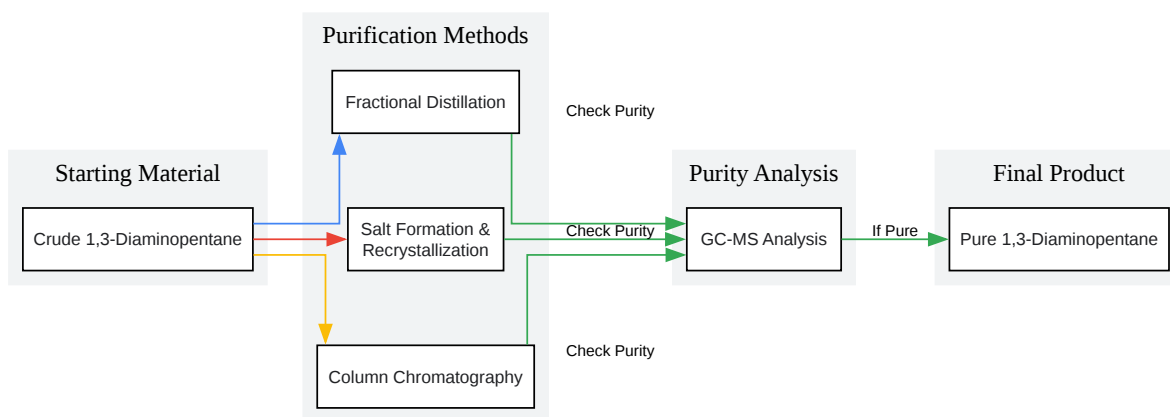 Purification Methods
Fractional Distillation
Check Purity
Starting Material
Purity Analysis
Final Product
Crude 1,3-Diaminopentane
Salt Formation &
Recrystallization
Check Purity
GC-MS Analysis
If Pure
Pure 1,3-Diaminopentane
Check Purity
Column Chromatography